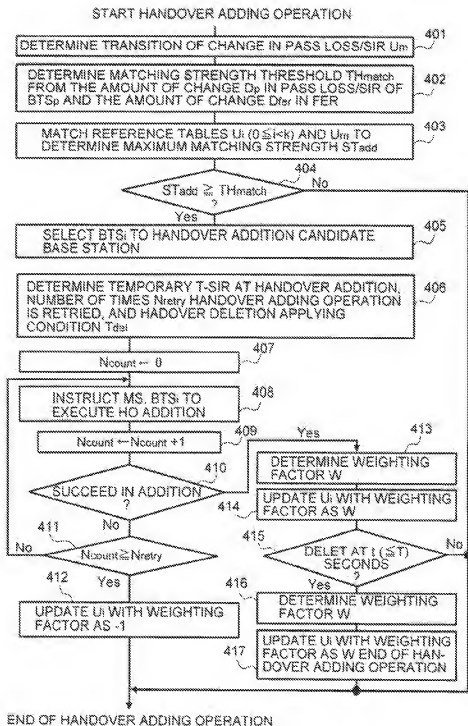 START HANDOVER ADDING OPERATION
401
DETERMINE TRANSITION OF CHANGE IN PASS LOSS/SIR Um
402
DETERMINE MATCHING STRENGTH THRESHOLD THmatch
FROM THE AMOUNT OF CHANGE Dp IN PASS LOSS/SIR OF
BTSp AND THE AMOUNT OF CHANGE Dfer IN FER
403
MATCH REFERENCE TABLES Ui (0≦i<k) AND Um TO
DETERMINE MAXIMUM MATCHING STRENGTH STadd
404
STadd ≧ THmatch
?
No
Yes
405
SELECT BTSi TO HANDOVER ADDITION CANDIDATE
BASE STATION
406
DETERMINE TEMPORARY T-SIR AT HANDOVER ADDITION,
NUMBER OF TIMES Nretry HANDOVER ADDING OPERATION
IS RETRIED, AND HADOVER DELETION APPLYING
CONDITION Tdel
407
Ncount ← 0
408
INSTRUCT MS, BTSi TO
EXECUTE HO ADDITION
409
Ncount ← Ncount +1
410
SUCCEED IN ADDITION
?
Yes
No
411
Ncount≧Nretry
No
Yes
412
UPDATE Ui WITH WEIGHTING
FACTOR AS -1
413
DETERMINE WEIGHTING
FACTOR W
414
UPDATE Ui WITH WEIGHTING
FACTOR AS W
415
DELET AT t (≦T)
SECONDS
?
No
Yes
416
DETERMINE WEIGHTING
FACTOR W
417
UPDATE Ui WITH WEIGHTING
FACTOR AS W END OF HAN-
DOVER ADDING OPERATION
END OF HANDOVER ADDING OPERATION